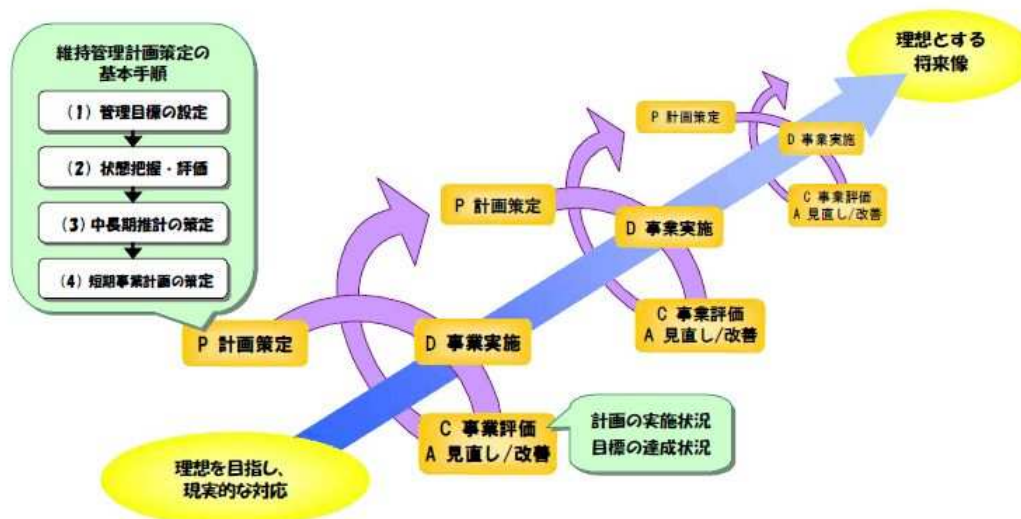 維持管理計画策定の
基本手順
(1) 管理目標の設定
(2) 状態把握・評価
(3) 中長期推計の策定
(4) 短期事業計画の策定
P 計画策定
D 事業実施
C 事業評価
A 見直し/改善
計画の実施状況
目標の達成状況
理想を目指し、
現実的な対応
P 計画策定
D 事業実施
C 事業評価
A 見直し/改善
P 計画策定
D 事業実施
C 事業評価
A 見直し/改善
理想とする
将来像